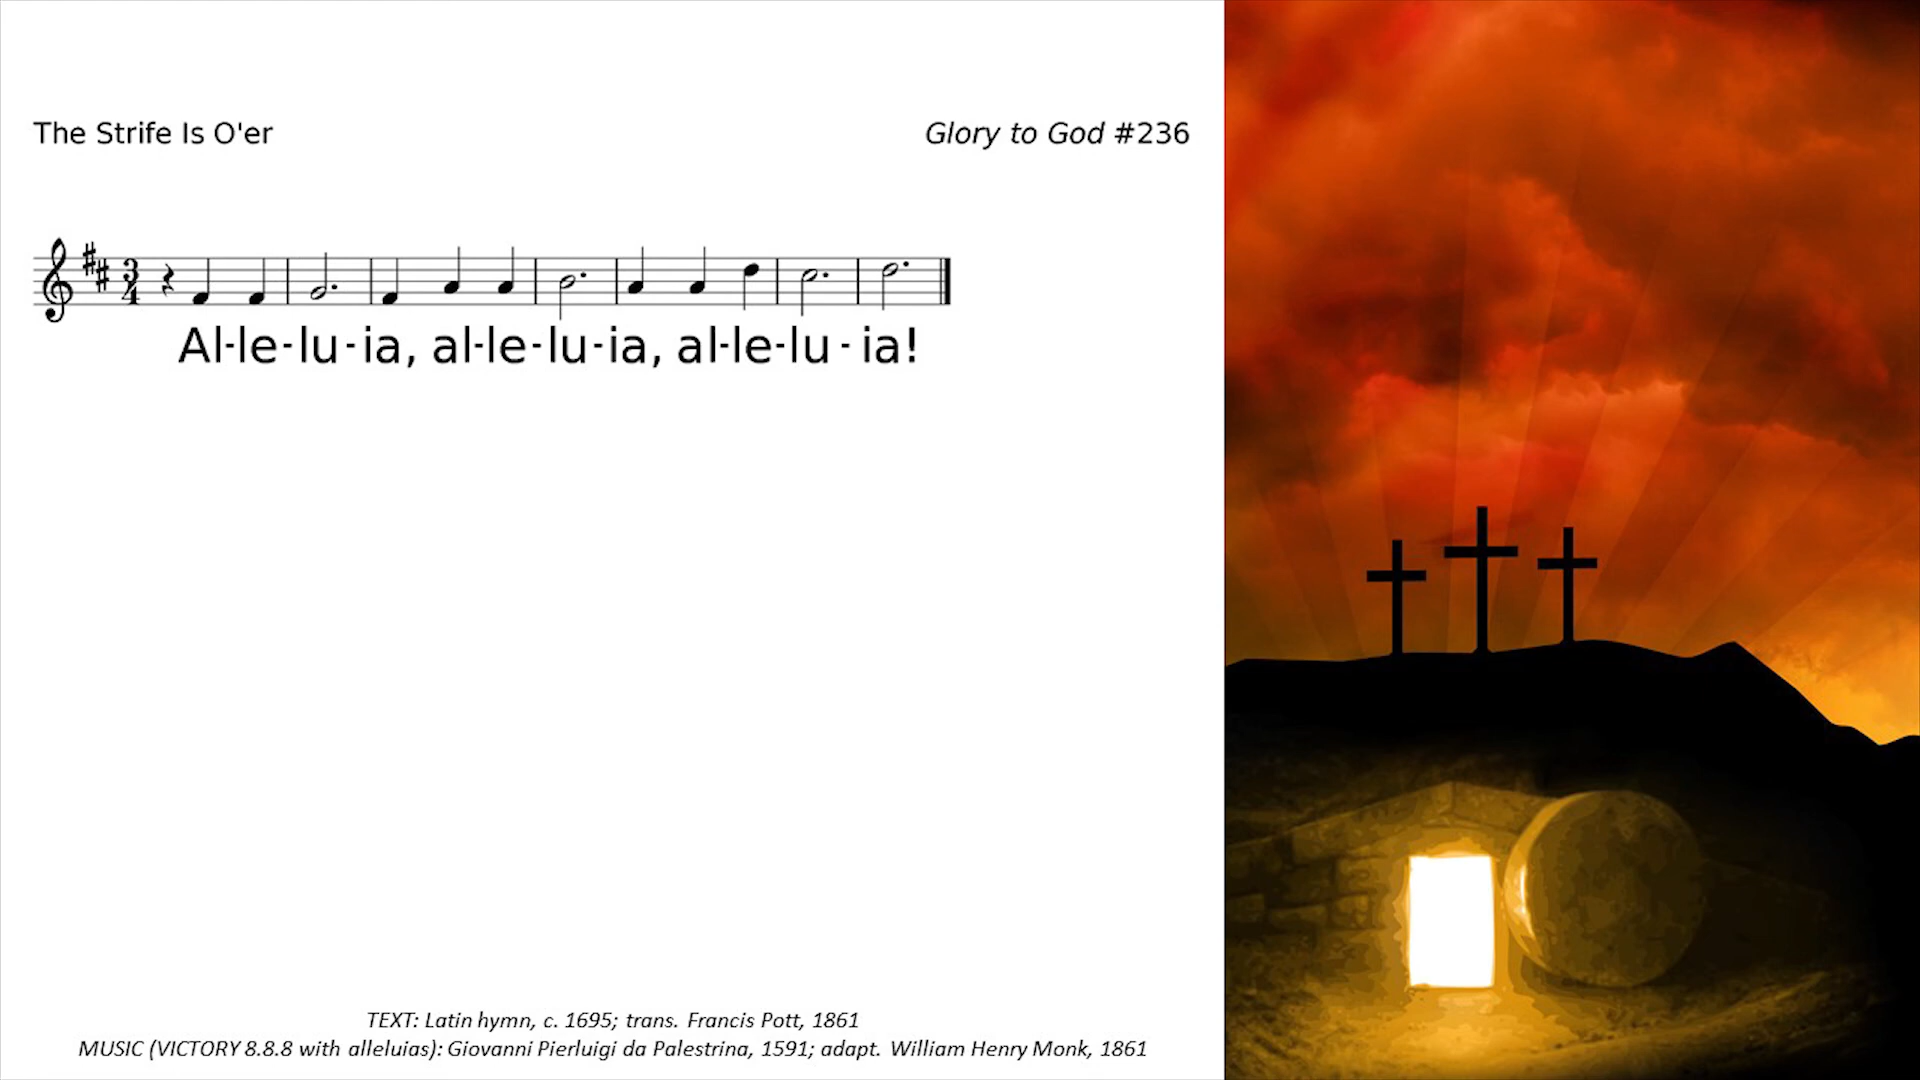 The Strife Is O'er
Glory to God #236
3
4
Al-le-lu-ia, al-le-lu-ia, al-le-lu-ia!
TEXT: Latin hymn, c. 1695; trans. Francis Pott, 1861
MUSIC (VICTORY 8.8.8 with alleluias): Giovanni Pierluigi da Palestrina, 1591; adapt. William Henry Monk, 1861